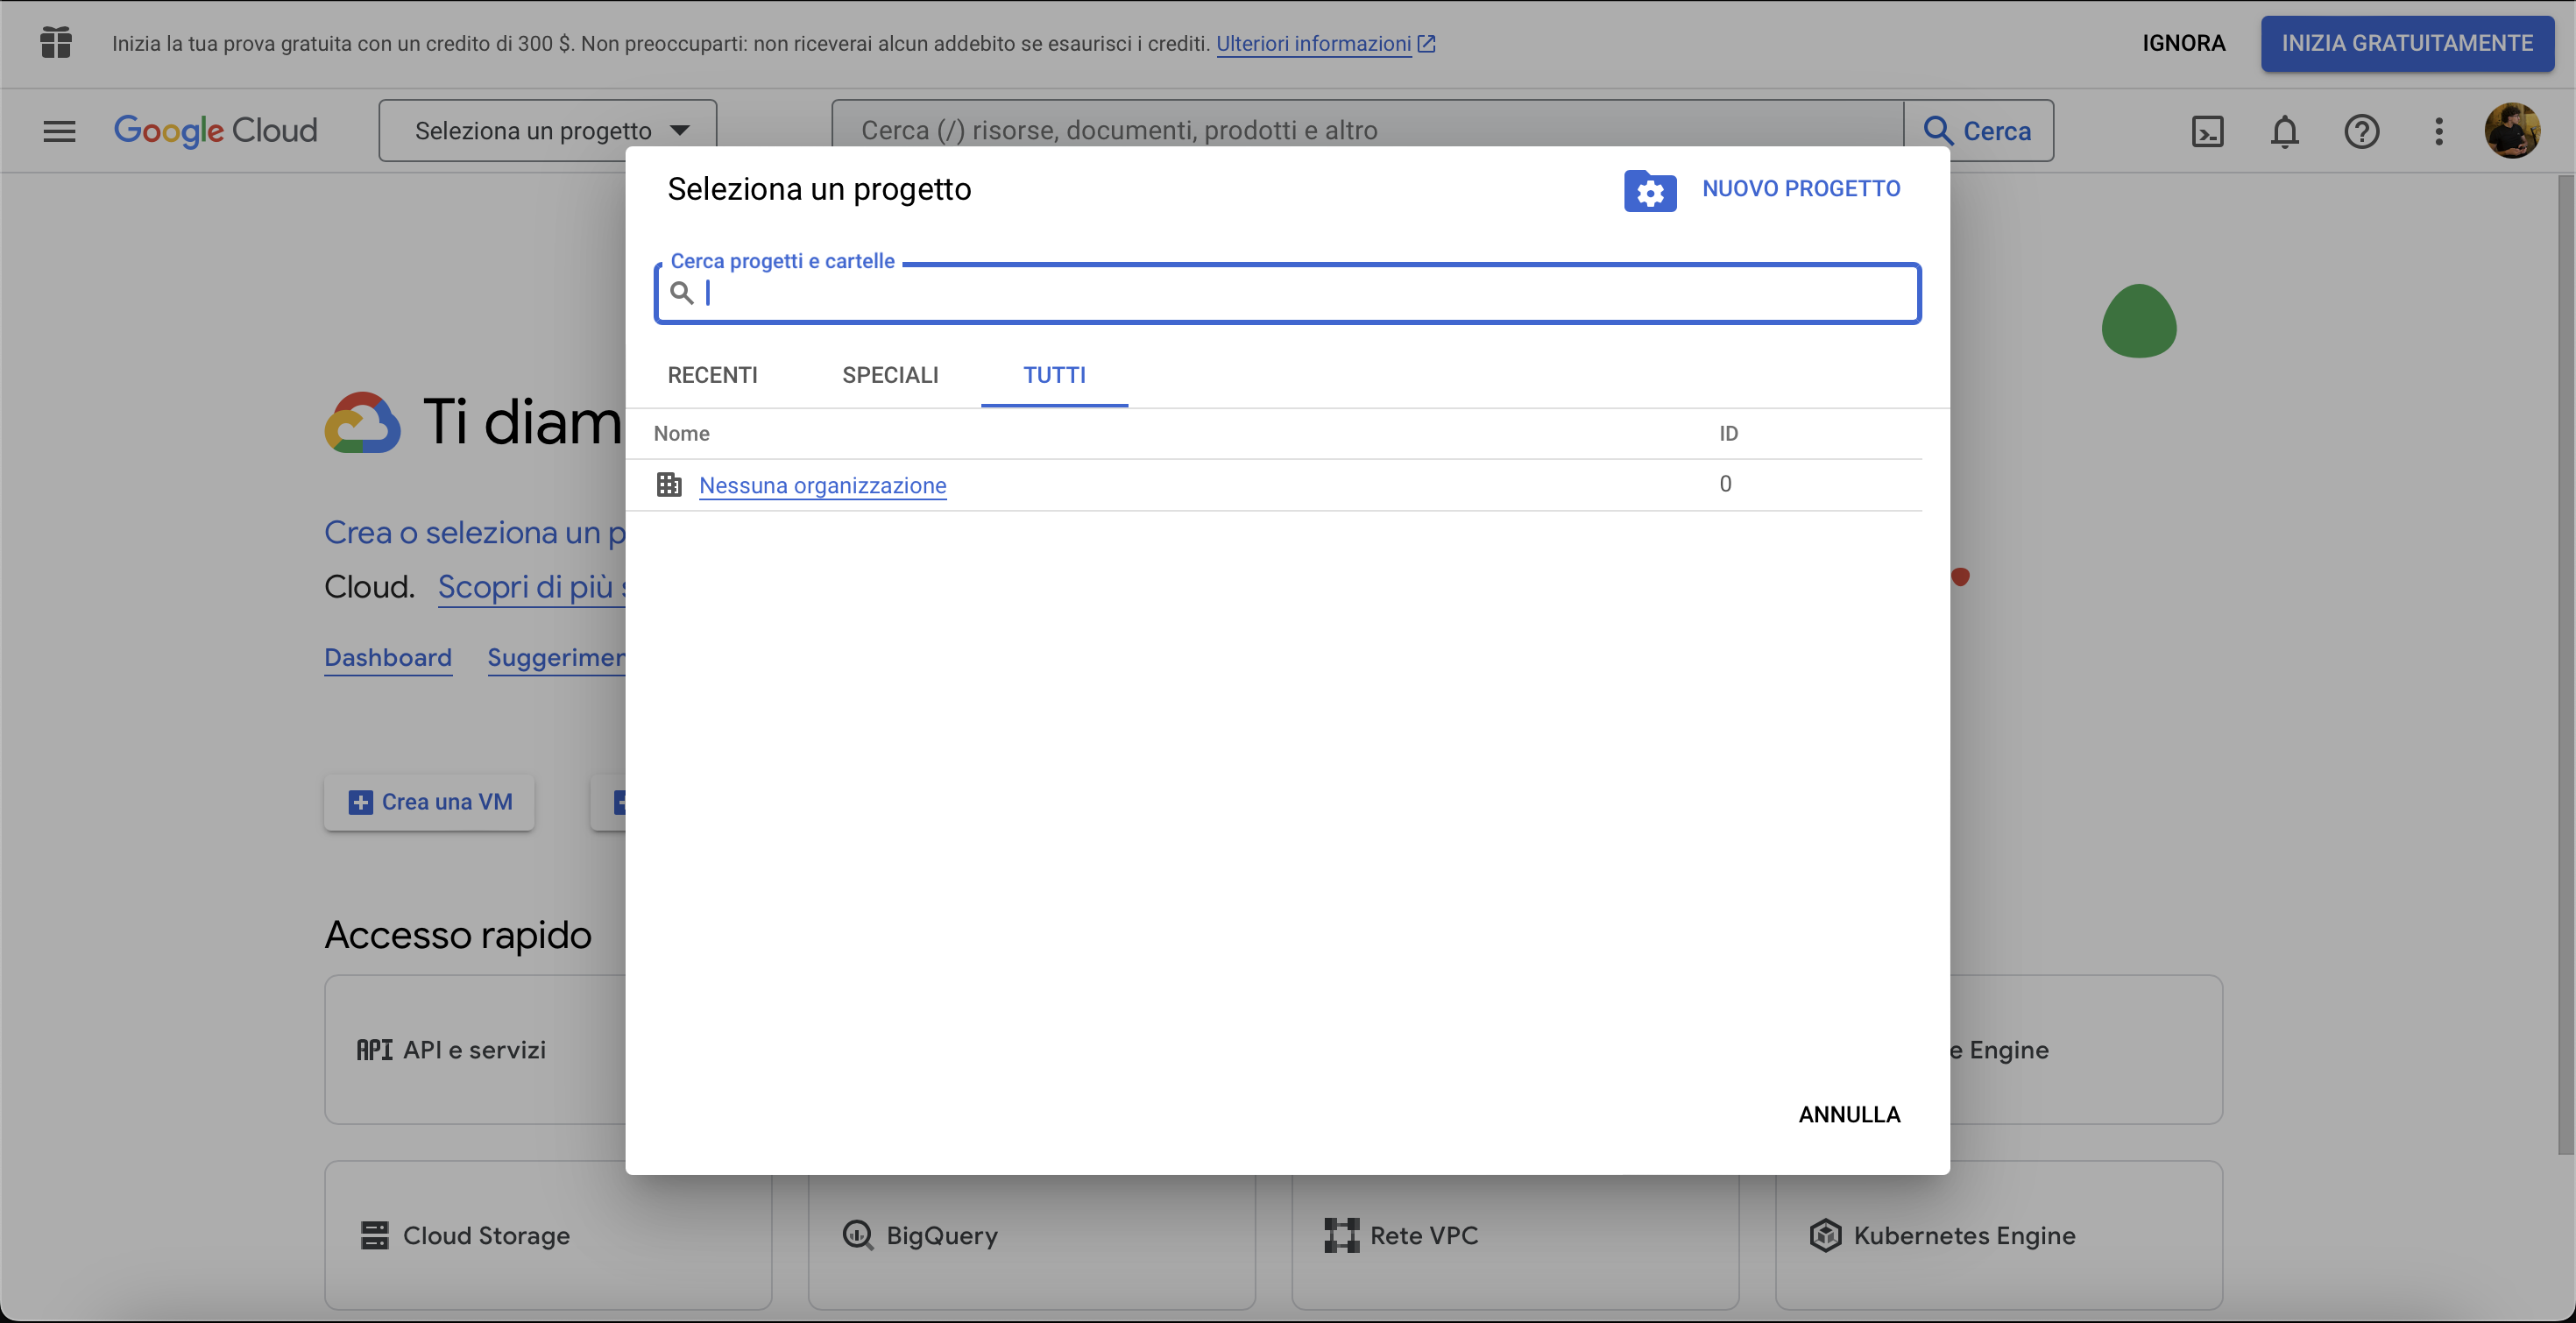 Inizia la tua prova gratuita con un credito di 300 $. Non preoccuparti: non riceverai alcun addebito se esaurisci i crediti. Ulteriori informazioni
IGNORA
INIZIA GRATUITAMENTE
Google Cloud
Seleziona un progetto
Cerca (/) risorse, documenti, prodotti e altro
Cerca
Seleziona un progetto
NUOVO PROGETTO
Cerca progetti e cartelle
RECENTI
SPECIALI
TUTTI
Nome
ID
Nessuna organizzazione
0
ANNULLA
Ti diam
Crea o seleziona un p
Cloud. Scopri di più s
Dashboard
Suggerimen
Crea una VM
Accesso rapido
API API e servizi
e Engine
Cloud Storage
BigQuery
Rete VPC
Kubernetes Engine